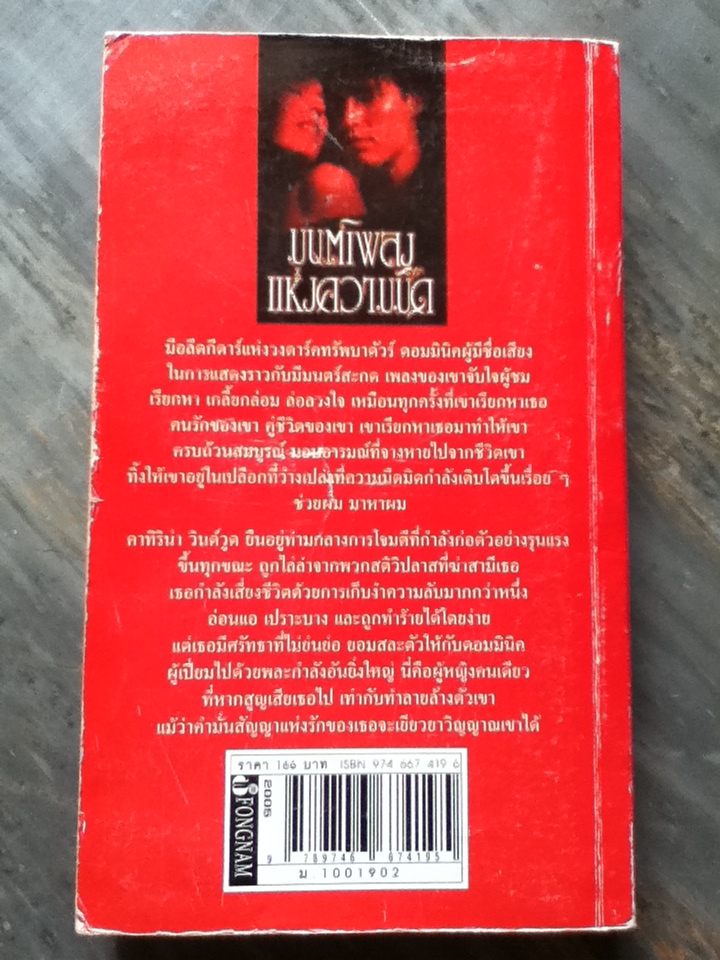 มนต์เพลง
แห่งความมืด
มือลีดกีตาร์แห่งวงดาร์คทรัพบาดัวร์ ดอมมินิคผู้มีชื่อเสียง
ในการแสดงราวกับมีมนตร์สะกด เพลงของเขาจับใจผู้ชม
เรียกหา เกลี้ยกล่อม ล่อลวงใจ เหมือนทุกครั้งที่เขาเรียกหาเธอ
คนรักของเขา คู่ชีวิตของเขา เขาเรียกหาเธอมาทำให้เขา
ครบถ้วนสมบูรณ์ มอบอารมณ์ที่จางหายไปจากชีวิตเขา
ทิ้งให้เขาอยู่ในเปลือกที่ว่างเปล่าที่ความมืดมิดกำลังเติบโตขึ้นเรื่อย ๆ
ช่วยผม มาหาผม
คาทิริน่า วินด์วูด ยืนอยู่ท่ามกลางการโจมตีที่กำลังก่อตัวอย่างรุนแรง
ขึ้นทุกขณะ ถูกไล่ล่าจากพวกสติวิปลาสที่ฆ่าสามีเธอ
เธอกำลังเสี่ยงชีวิตด้วยการเก็บงำความลับมากกว่าหนึ่ง
อ่อนแอ เปราะบาง และถูกทำร้ายได้โดยง่าย
แต่เธอมีศรัทธาที่ไม่ย่นย่อ ยอมสละตัวให้กับดอมมินิค
ผู้เปี่ยมไปด้วยพละกำลังอันยิ่งใหญ่ นี่คือผู้หญิงคนเดียว
ที่หากสูญเสียเธอไป เท่ากับทำลายล้างตัวเขา
แม้ว่าคำมั่นสัญญาแห่งรักของเธอจะเยียวยาวิญญาณเขาได้
ราคา 166 บาท ISBN 974 667 419 6
2005
FONGNAM
9 789746 674195
ม.1001902